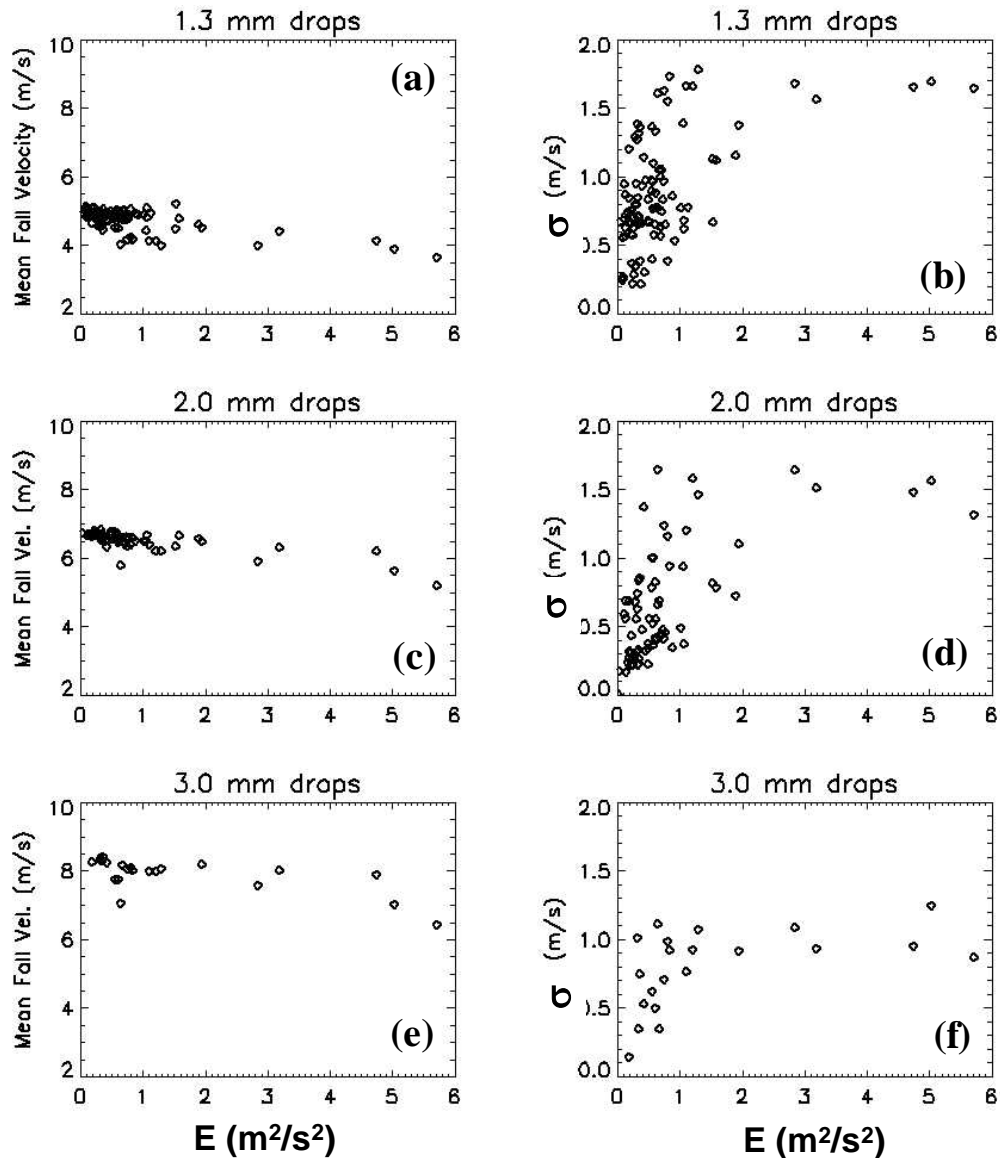 1.3 mm drops
10
8
6
4
2
Mean Fall Velocity (m/s)
(a)
0 1 2 3 4 5 6
1.3 mm drops
2.0
1.5
1.0
0.5
0.0
σ (m/s)
(b)
0 1 2 3 4 5 6
2.0 mm drops
10
8
6
4
2
Mean Fall Vel. (m/s)
(c)
0 1 2 3 4 5 6
2.0 mm drops
2.0
1.5
1.0
0.5
0.0
σ (m/s)
(d)
0 1 2 3 4 5 6
3.0 mm drops
10
8
6
4
2
Mean Fall Vel. (m/s)
(e)
0 1 2 3 4 5 6
E (m²/s²)
3.0 mm drops
2.0
1.5
1.0
0.5
0.0
σ (m/s)
(f)
0 1 2 3 4 5 6
E (m²/s²)